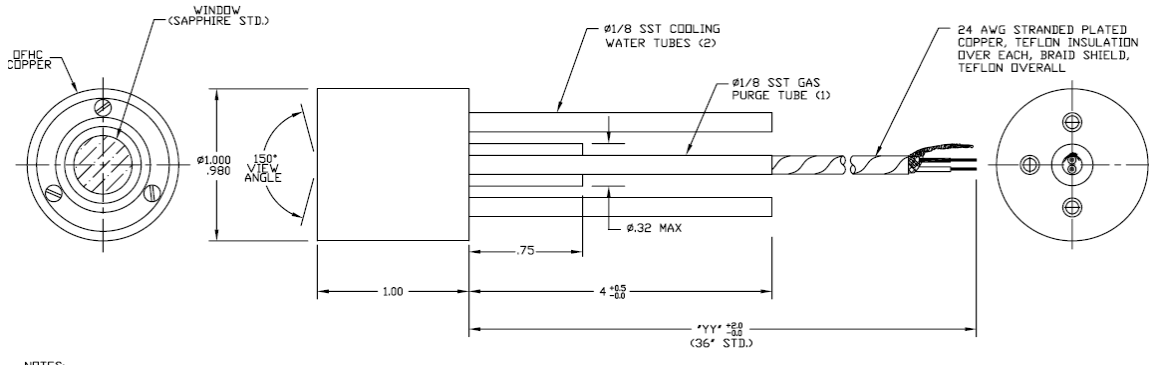 WINDOW
(SAPPHIRE STD.)
OFHC
COPPER
Ø1/8 SST COOLING
WATER TUBES (2)
24 AWG STRANDED PLATED
COPPER, TEFLON INSULATION
OVER EACH, BRAID SHIELD,
TEFLON OVERALL
Ø1/8 SST GAS
PURGE TUBE (1)
Ø1.000
.980
150°
VIEW
ANGLE
Ø.32 MAX
.75
1.00
4 +0.5
-0.0
"YY" +2.0
-0.0
(36" STD.)
NOTES: